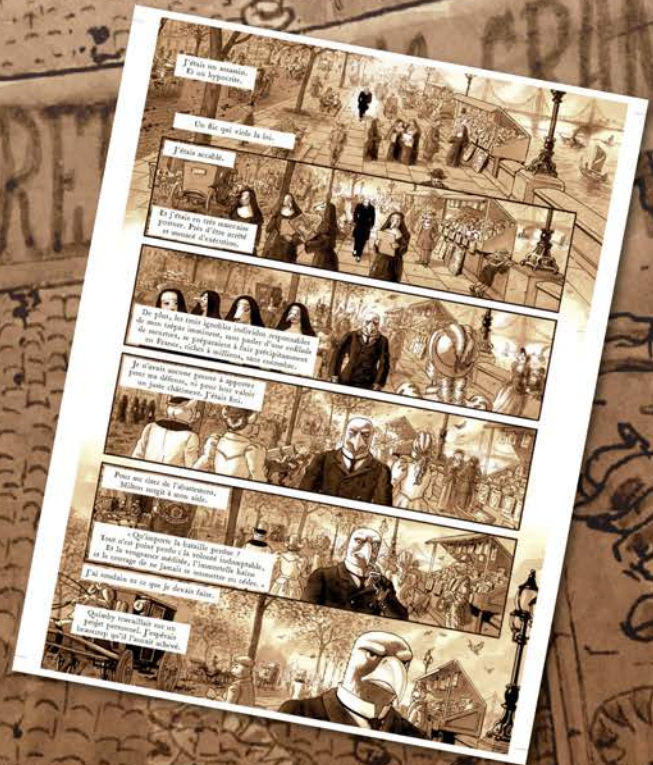 J'étais un assassin.
Et un hypocrite.
Un flic qui viole la loi.
J'étais accablé.
Et j'étais en très mauvaise
posture. Près d'être arrêté
et menacé d'exécution.
De plus, les trois ignobles individus responsables
de mon trépas imminent, sans parler d'une enfilade
de meurtres, se préparaient à fuir précipitamment
en France, riches à millions, sans encombre.
Je n'avais aucune preuve à apporter
pour ma défense, ni pour leur valoir
un juste châtiment. J'étais fini.
Pour me tirer de l'abattement,
Milton surgit à mon aide.
« Qu'importe la bataille perdue ?
Tout n'est point perdu ; la volonté indomptable,
Et la vengeance méditée, l'immortelle haine
et le courage de ne jamais se soumettre ou céder. »
J'ai soudain su ce que je devais faire.
Quimby travaillait sur un
projet personnel. J'espérais
beaucoup qu'il l'aurait achevé.